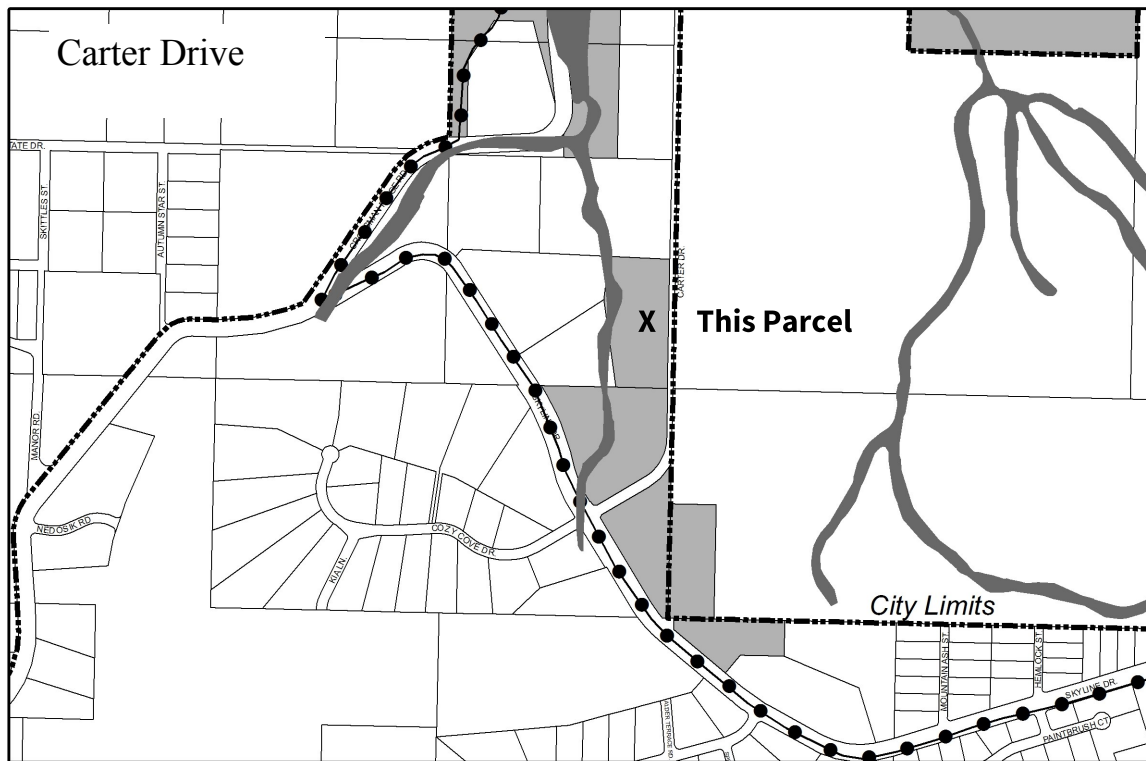 Carter Drive
TATE DR.
SKITTLES ST.
AUTUMN STAR ST.
CARTER DR.
X This Parcel
MANOR RD.
NEDOSIK RD
COZY COVE DR.
KIA LN.
City Limits
MOUNTAIN ASH ST.
HEMLOCK ST.
SKYLINE DR.
PAINTBRUSH CT